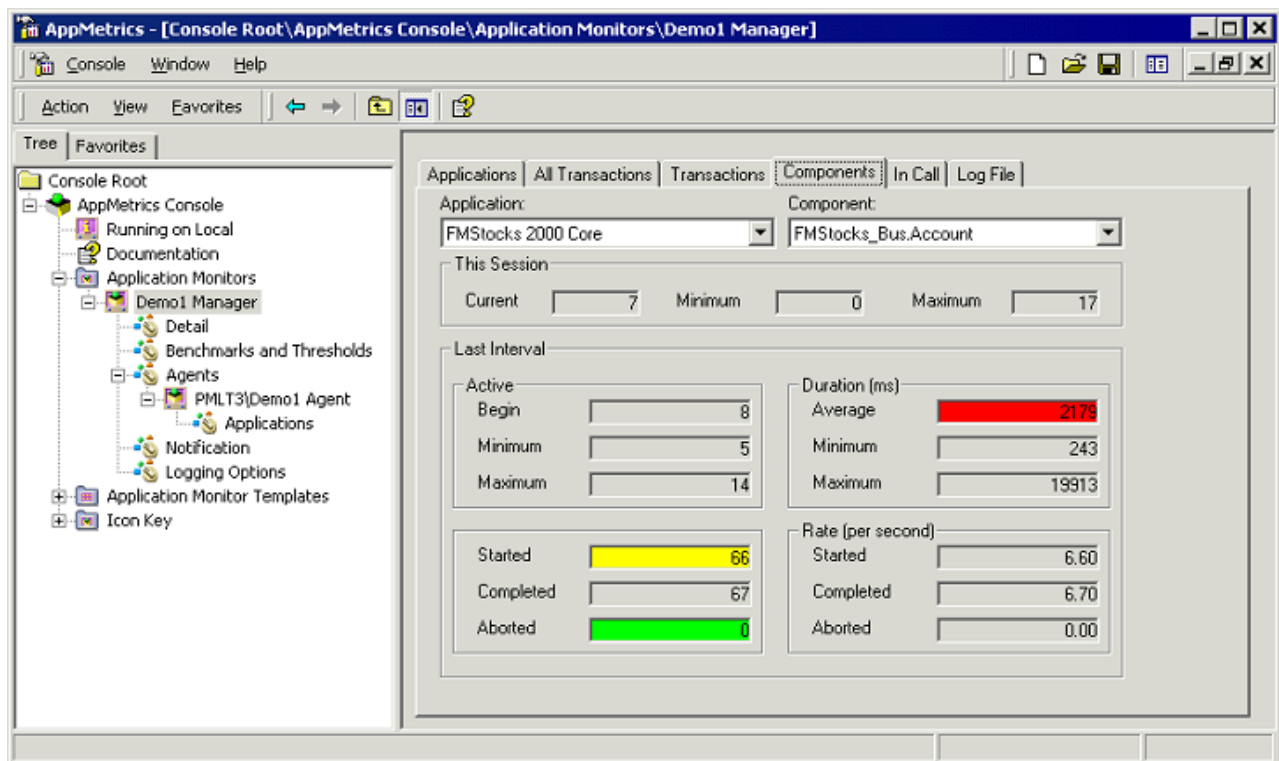 AppMetrics - [Console Root\AppMetrics Console\Application Monitors\Demo1 Manager]
Console Window Help
Action View Favorites
Tree Favorites
Console Root
AppMetrics Console
Running on Local
Documentation
Application Monitors
Demo1 Manager
Detail
Benchmarks and Thresholds
Agents
PMLT3\Demo1 Agent
Applications
Notification
Logging Options
Application Monitor Templates
Icon Key
Applications All Transactions Transactions Components In Call Log File
Application: Component:
FMStocks 2000 Core FMStocks_Bus.Account
This Session
Current 7 Minimum 0 Maximum 17
Last Interval
Active
Begin 8
Minimum 5
Maximum 14
Duration (ms)
Average 2179
Minimum 243
Maximum 19913
Started 66
Completed 67
Aborted 0
Rate (per second)
Started 6.60
Completed 6.70
Aborted 0.00